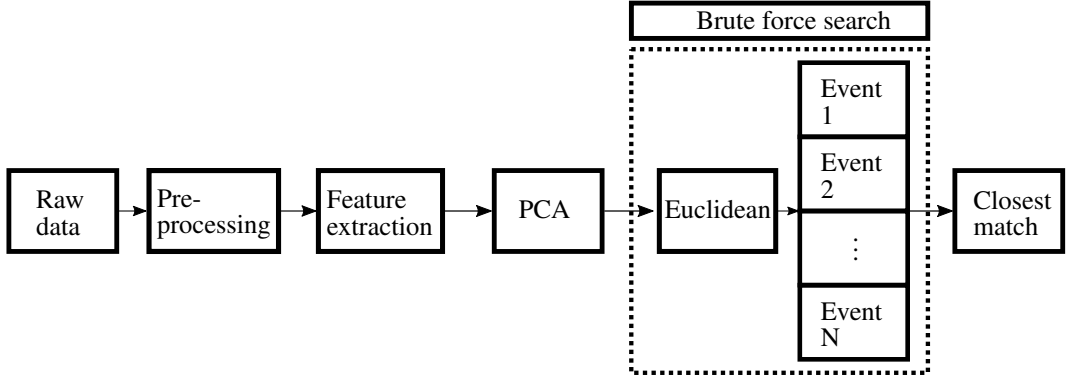 Brute force search
Raw
data
Pre-
processing
Feature
extraction
PCA
Euclidean
Event
1
Event
2
⋮
Event
N
Closest
match